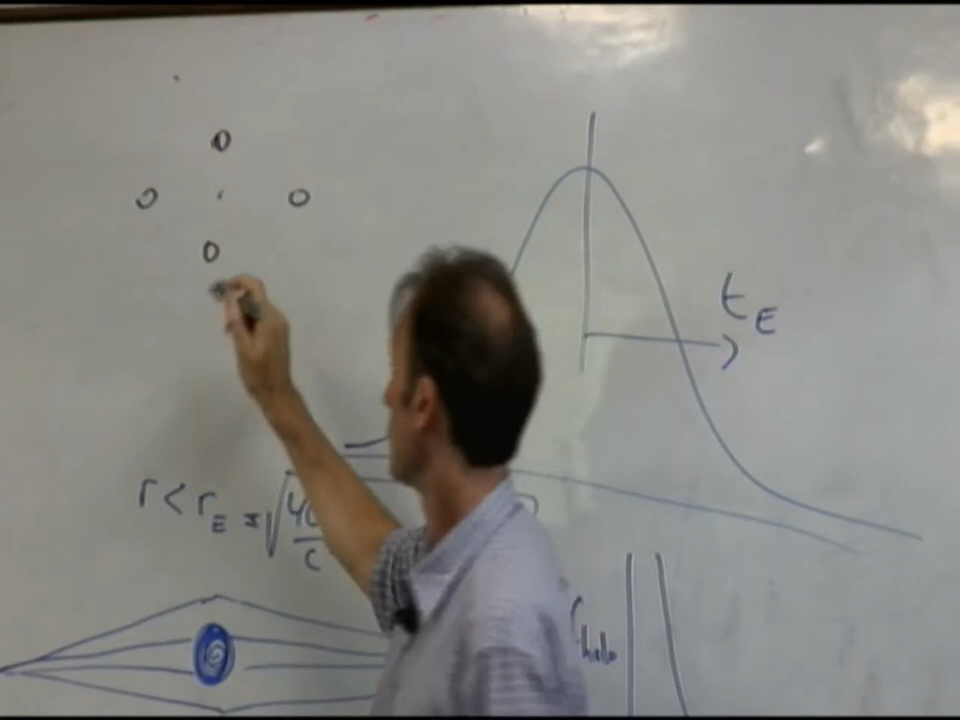 t_E
r < r_E = √4G
c
r_halo